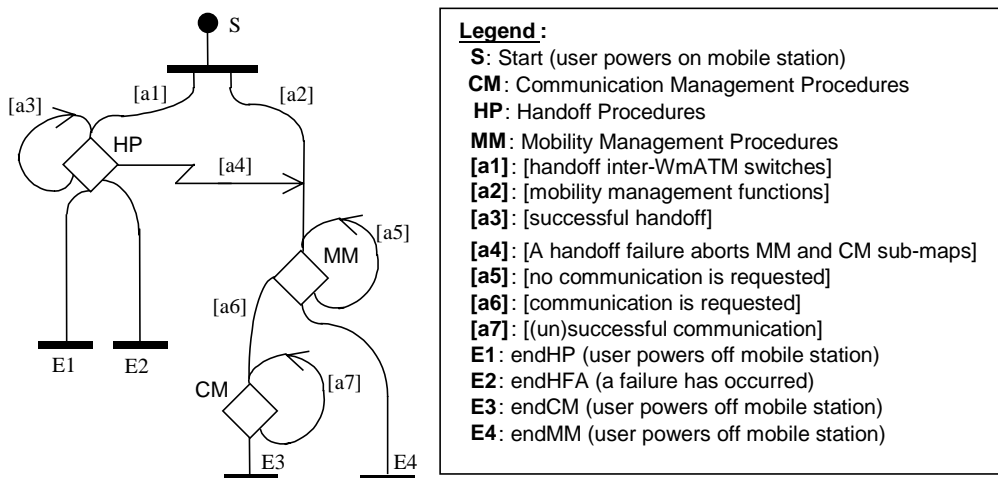 S
[a1]
[a2]
[a3]
HP
[a4]
[a5]
MM
[a6]
E1
E2
CM
[a7]
E3
E4
Legend :
S: Start (user powers on mobile station)
CM: Communication Management Procedures
HP: Handoff Procedures
MM: Mobility Management Procedures
[a1]: [handoff inter-WmATM switches]
[a2]: [mobility management functions]
[a3]: [successful handoff]
[a4]: [A handoff failure aborts MM and CM sub-maps]
[a5]: [no communication is requested]
[a6]: [communication is requested]
[a7]: [(un)successful communication]
E1: endHP (user powers off mobile station)
E2: endHFA (a failure has occurred)
E3: endCM (user powers off mobile station)
E4: endMM (user powers off mobile station)